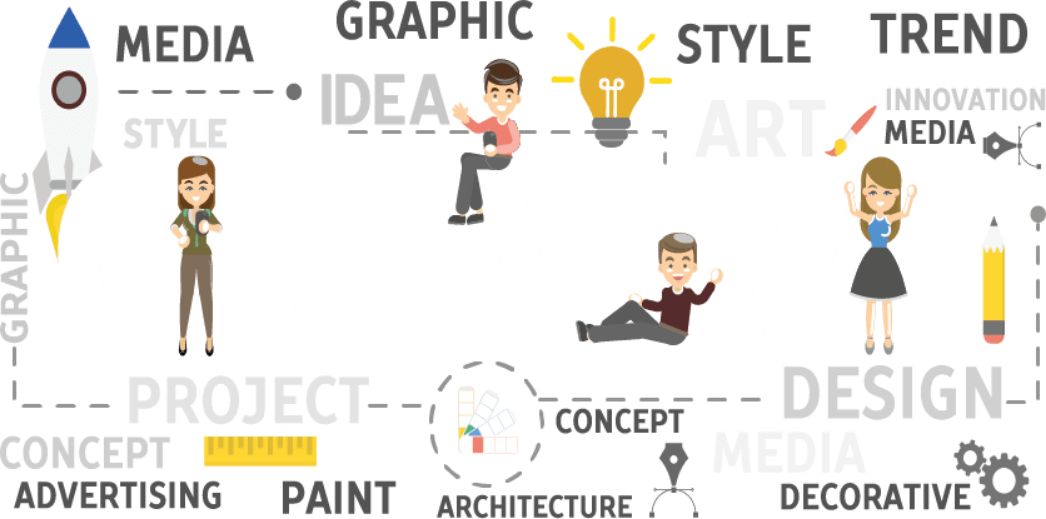 GRAPHIC
MEDIA
STYLE
TREND
IDEA
INNOVATION
STYLE
ART
MEDIA
GRAPHIC
PROJECT
DESIGN
CONCEPT
CONCEPT
MEDIA
ADVERTISING
PAINT
ARCHITECTURE
DECORATIVE